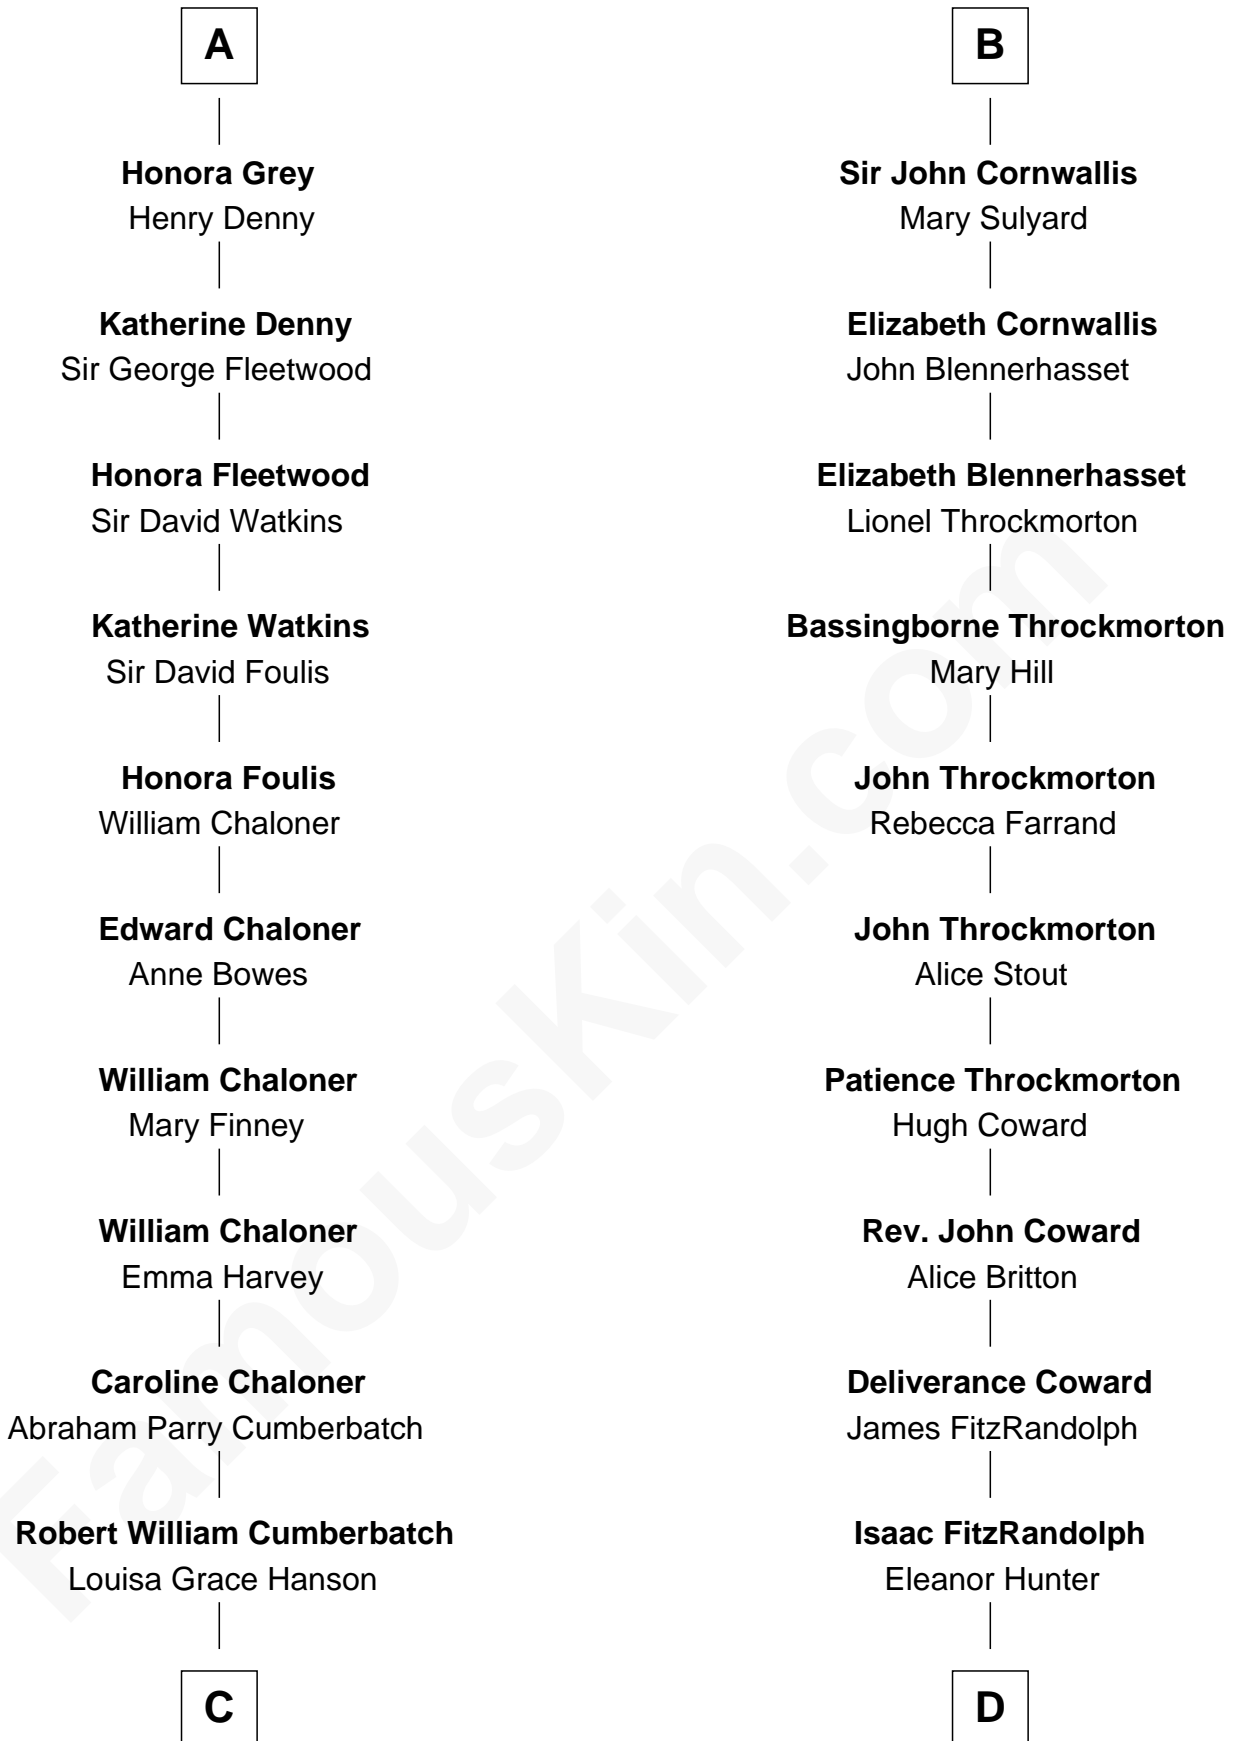 A
Honora Grey
Henry Denny
Katherine Denny
Sir George Fleetwood
Honora Fleetwood
Sir David Watkins
Katherine Watkins
Sir David Foulis
Honora Foulis
William Chaloner
Edward Chaloner
Anne Bowes
William Chaloner
Mary Finney
William Chaloner
Emma Harvey
Caroline Chaloner
Abraham Parry Cumberbatch
Robert William Cumberbatch
Louisa Grace Hanson
C
B
Sir John Cornwallis
Mary Sulyard
Elizabeth Cornwallis
John Blennerhasset
Elizabeth Blennerhasset
Lionel Throckmorton
Bassingborne Throckmorton
Mary Hill
John Throckmorton
Rebecca Farrand
John Throckmorton
Alice Stout
Patience Throckmorton
Hugh Coward
Rev. John Coward
Alice Britton
Deliverance Coward
James FitzRandolph
Isaac FitzRandolph
Eleanor Hunter
D
FamousKin.com